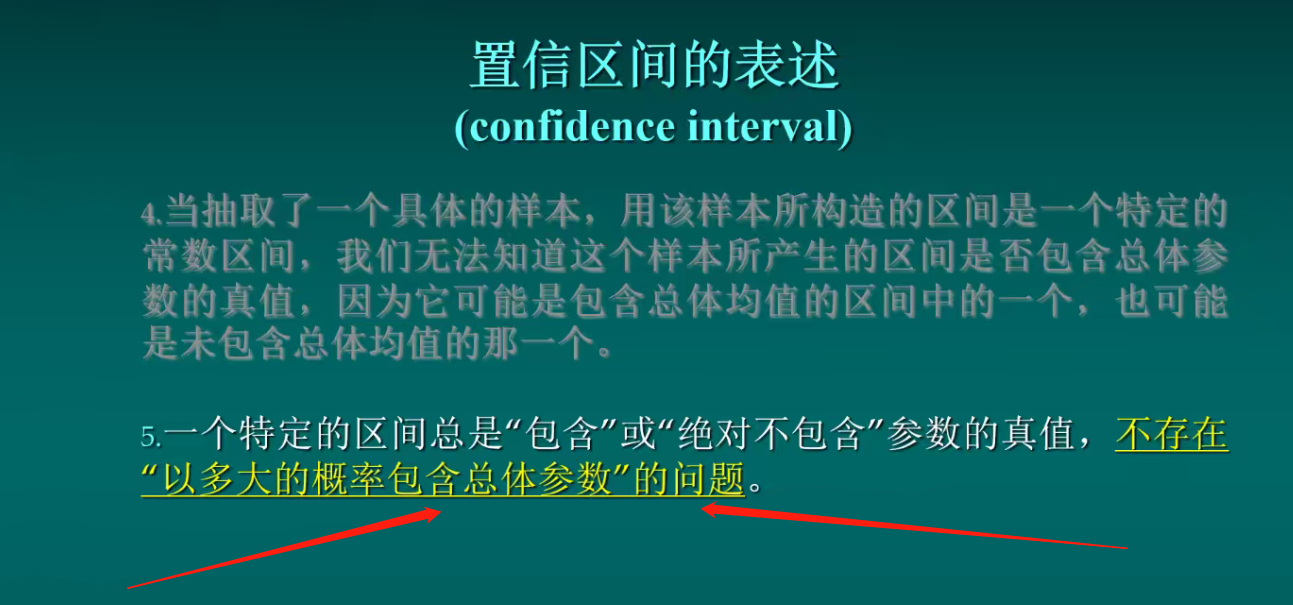 置信区间的表述
(confidence interval)
4.当抽取了一个具体的样本，用该样本所构造的区间是一个特定的
常数区间，我们无法知道这个样本所产生的区间是否包含总体参
数的真值，因为它可能是包含总体均值的区间中的一个，也可能
是未包含总体均值的那一个。
5.一个特定的区间总是“包含”或“绝对不包含”参数的真值，不存在
“以多大的概率包含总体参数”的问题。